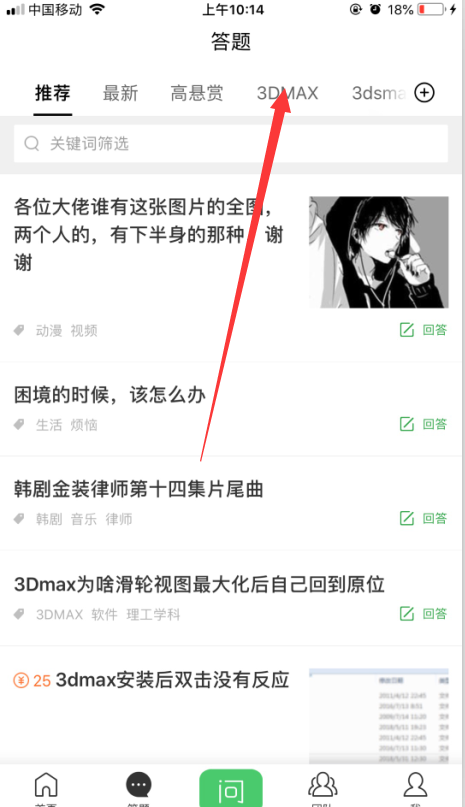 中国移动 上午10:14 18%
答题
推荐 最新 高悬赏 3DMAX 3dsma
关键词筛选
各位大佬谁有这张图片的全图，
两个人的，有下半身的那种 谢
谢
动漫 视频 回答
困境的时候，该怎么办
生活 烦恼 回答
韩剧金装律师第十四集片尾曲
韩剧 音乐 律师 回答
3Dmax为啥滑轮视图最大化后自己回到原位
3DMAX 软件 理工学科 回答
25 3dmax安装后双击没有反应
问
首页 答题 团队 我